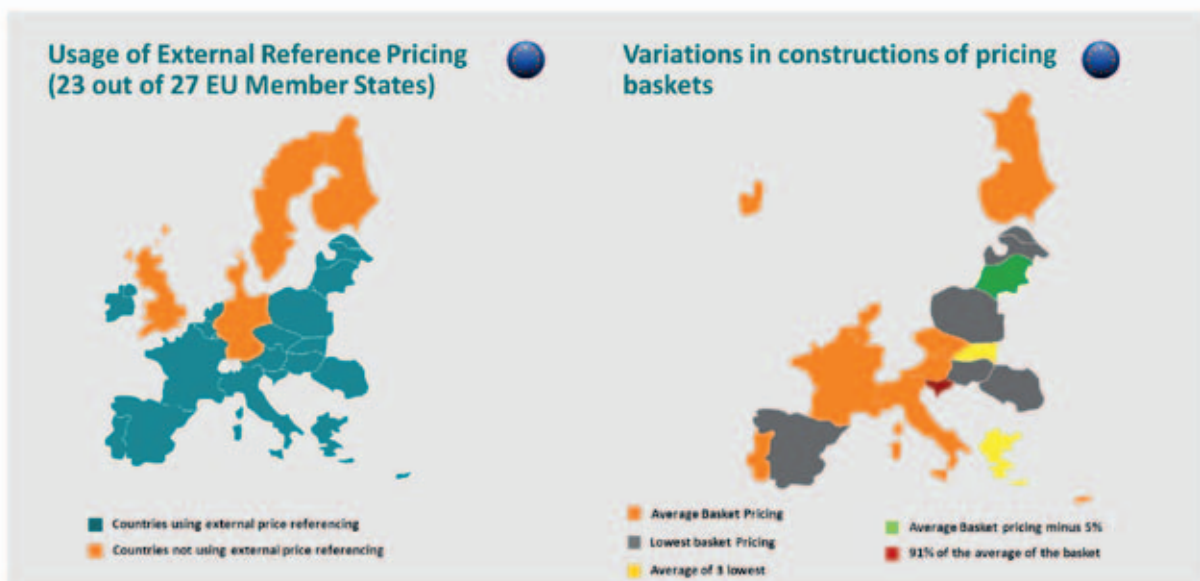 Usage of External Reference Pricing
(23 out of 27 EU Member States)
Countries using external price referencing
Countries not using external price referencing
Variations in constructions of pricing
baskets
Average Basket Pricing
Lowest basket Pricing
Average of 3 lowest
Average Basket pricing minus 5%
91% of the average of the basket